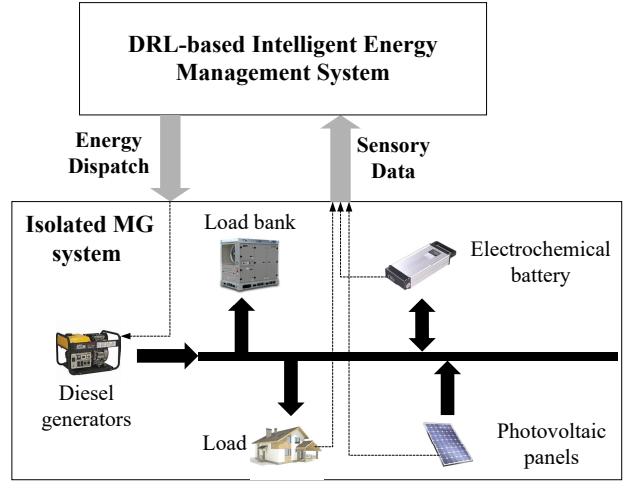 DRL-based Intelligent Energy
Management System
Energy
Dispatch
Sensory
Data
Isolated MG
system
Load bank
Electrochemical
battery
Diesel
generators
Load
Photovoltaic
panels